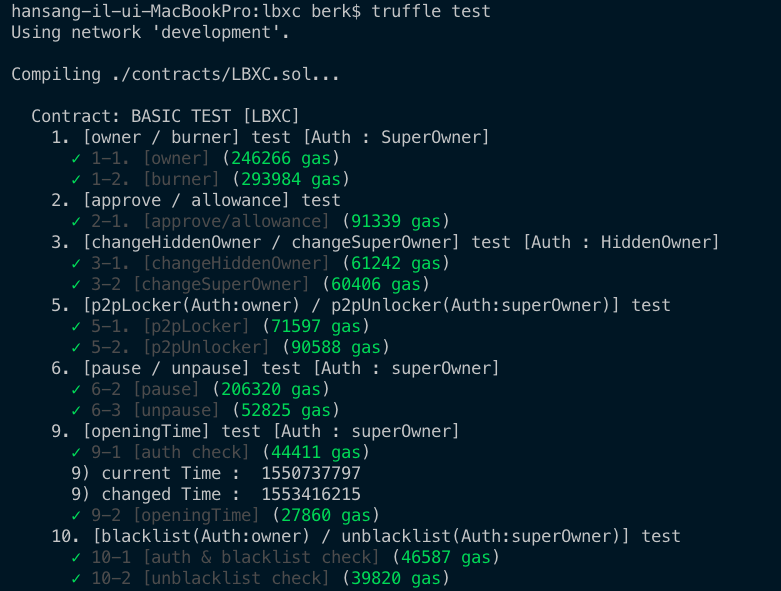 hansang-il-ui-MacBookPro:lbxc berk$ truffle test
Using network 'development'.
Compiling ./contracts/LBXC.sol...
Contract: BASIC TEST [LBXC]
1. [owner / burner] test [Auth : SuperOwner]
✓ 1-1. [owner] (246266 gas)
✓ 1-2. [burner] (293984 gas)
2. [approve / allowance] test
✓ 2-1. [approve/allowance] (91339 gas)
3. [changeHiddenOwner / changeSuperOwner] test [Auth : HiddenOwner]
✓ 3-1. [changeHiddenOwner] (61242 gas)
✓ 3-2 [changeSuperOwner] (60406 gas)
5. [p2pLocker(Auth:owner) / p2pUnlocker(Auth:superOwner)] test
✓ 5-1. [p2pLocker] (71597 gas)
✓ 5-2. [p2pUnlocker] (90588 gas)
6. [pause / unpause] test [Auth : superOwner]
✓ 6-2 [pause] (206320 gas)
✓ 6-3 [unpause] (52825 gas)
9. [openingTime] test [Auth : superOwner]
✓ 9-1 [auth check] (44411 gas)
9) current Time :  1550737797
9) changed Time :  1553416215
✓ 9-2 [openingTime] (27860 gas)
10. [blacklist(Auth:owner) / unblacklist(Auth:superOwner)] test
✓ 10-1 [auth & blacklist check] (46587 gas)
✓ 10-2 [unblacklist check] (39820 gas)